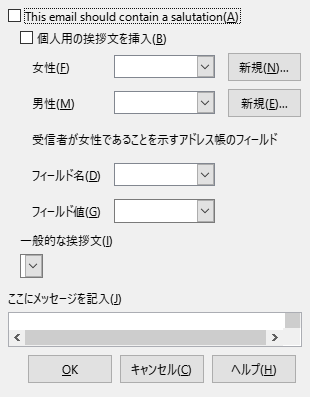 This email should contain a salutation(A)
個人用の挨拶文を挿入(B)
女性(F)
新規(N)...
男性(M)
新規(E)...
受信者が女性であることを示すアドレス帳のフィールド
フィールド名(D)
フィールド値(G)
一般的な挨拶文(I)
ここにメッセージを記入(J)
OK
キャンセル(C)
ヘルプ(H)